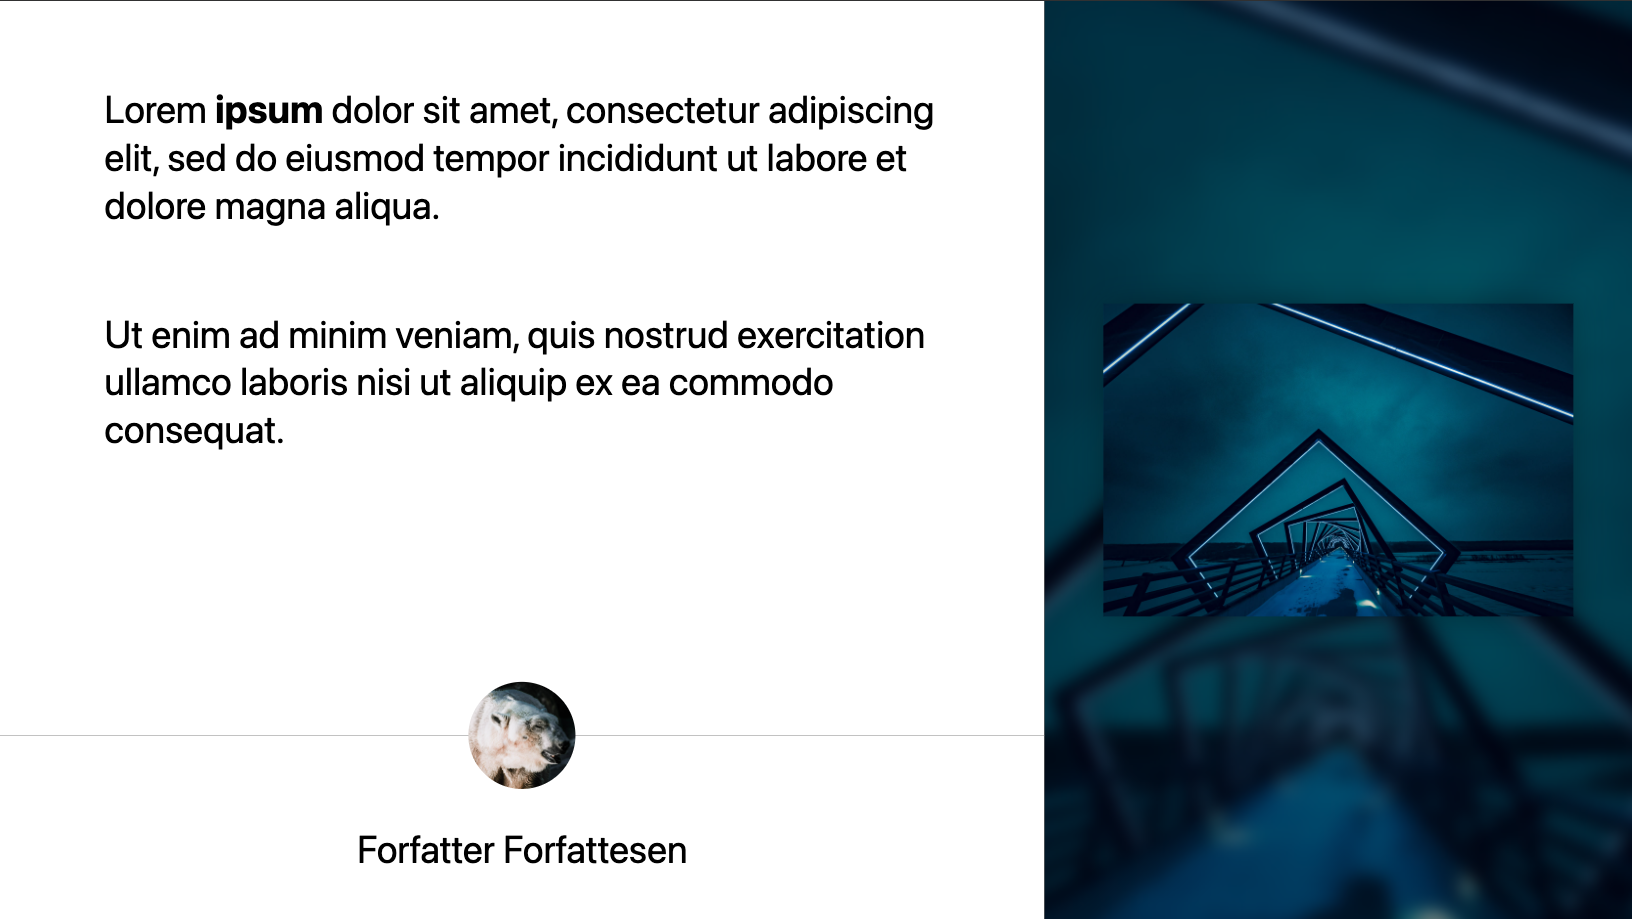 Lorem ipsum dolor sit amet, consectetur adipiscing
elit, sed do eiusmod tempor incididunt ut labore et
dolore magna aliqua.
Ut enim ad minim veniam, quis nostrud exercitation
ullamco laboris nisi ut aliquip ex ea commodo
consequat.
Forfatter Forfattesen